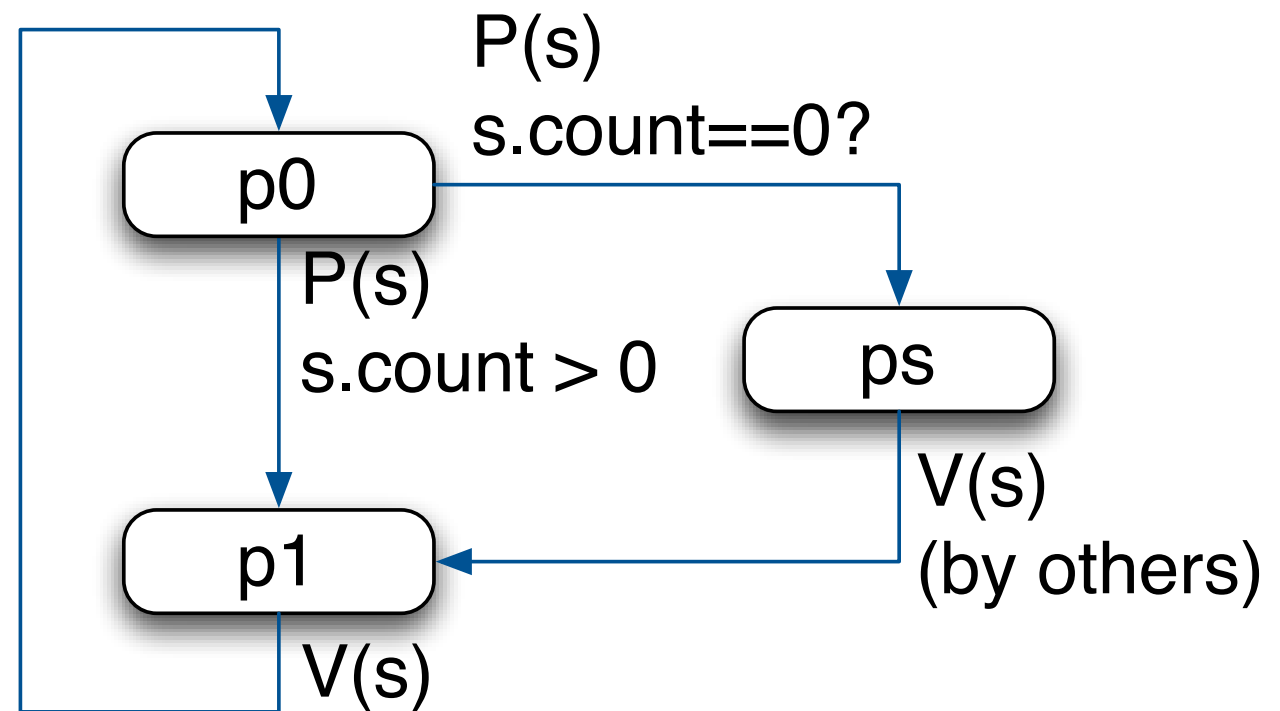 P(s)
s.count==0?
p0
P(s)
s.count > 0
ps
V(s)
(by others)
p1
V(s)